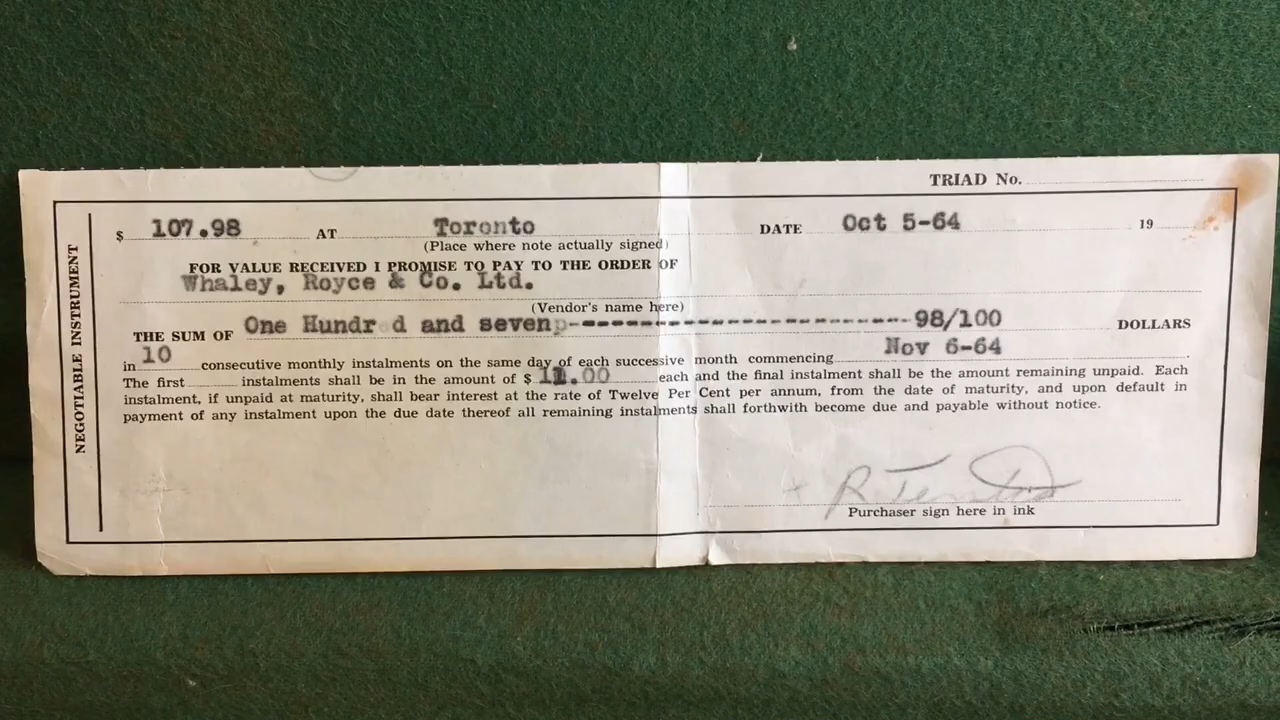 TRIAD No.
$ 107.98 AT Toronto DATE Oct 5-64 19
(Place where note actually signed)
FOR VALUE RECEIVED I PROMISE TO PAY TO THE ORDER OF
Whaley, Royce & Co. Ltd.
(Vendor's name here)
THE SUM OF One Hundr d and seven 98/100 DOLLARS
in 10 consecutive monthly instalments on the same day of each successive month commencing Nov 6-64
The first instalments shall be in the amount of $ 11.00 each and the final instalment shall be the amount remaining unpaid. Each
instalment, if unpaid at maturity, shall bear interest at the rate of Twelve Per Cent per annum, from the date of maturity, and upon default in
payment of any instalment upon the due date thereof all remaining instalments shall forthwith become due and payable without notice.
R
Purchaser sign here in ink
NEGOTIABLE INSTRUMENT